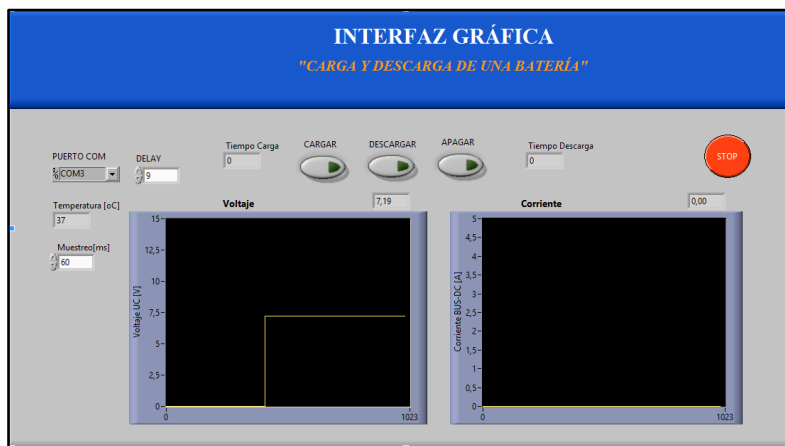 INTERFAZ GRÁFICA
"CARGA Y DESCARGA DE UNA BATERÍA"
PUERTO COM
COM3
DELAY
9
Tiempo Carga
0
CARGAR
DESCARGAR
APAGAR
Tiempo Descarga
0
STOP
Temperatura [oC]
37
Muestreo[ms]
60
Voltaje
7,19
Voltaje UC [V]
15
12,5
10
7,5
5
2,5
0
0
1023
Corriente
0,00
Corriente BUS-DC [A]
5
4,5
4
3,5
3
2,5
2
1,5
1
0,5
0
0
1023